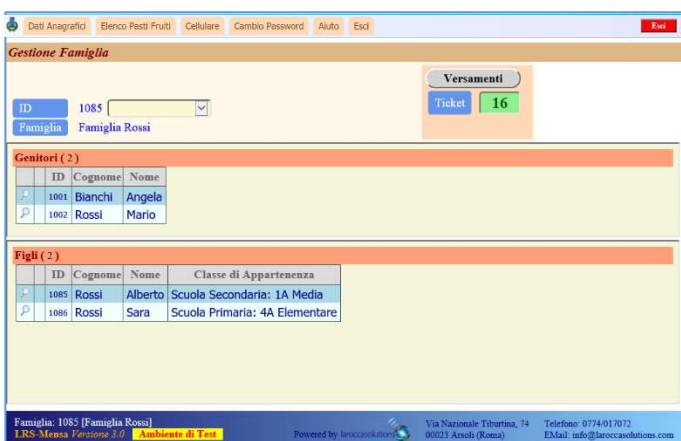 Dati Anagrafici Elenco Pasti Fruiti Cellulare Cambio Password Aiuto Esci Esci
Gestione Famiglia
Versamenti
ID 1085 Ticket 16
Famiglia Famiglia Rossi
Genitori ( 2 )
ID Cognome Nome
1001 Bianchi Angela
1002 Rossi Mario
Figli ( 2 )
ID Cognome Nome Classe di Appartenenza
1085 Rossi Alberto Scuola Secondaria: 1A Media
1086 Rossi Sara Scuola Primaria: 4A Elementare
Famiglia: 1085 [Famiglia Rossi] Via Nazionale Tiburtina, 74 Telefono: 0774/017072
LRS-Mensa Versione 3.0 Ambiente di Test Powered by laroccasolutions 00023 Arsoli (Roma) EMail: info@laroccasolutions.com